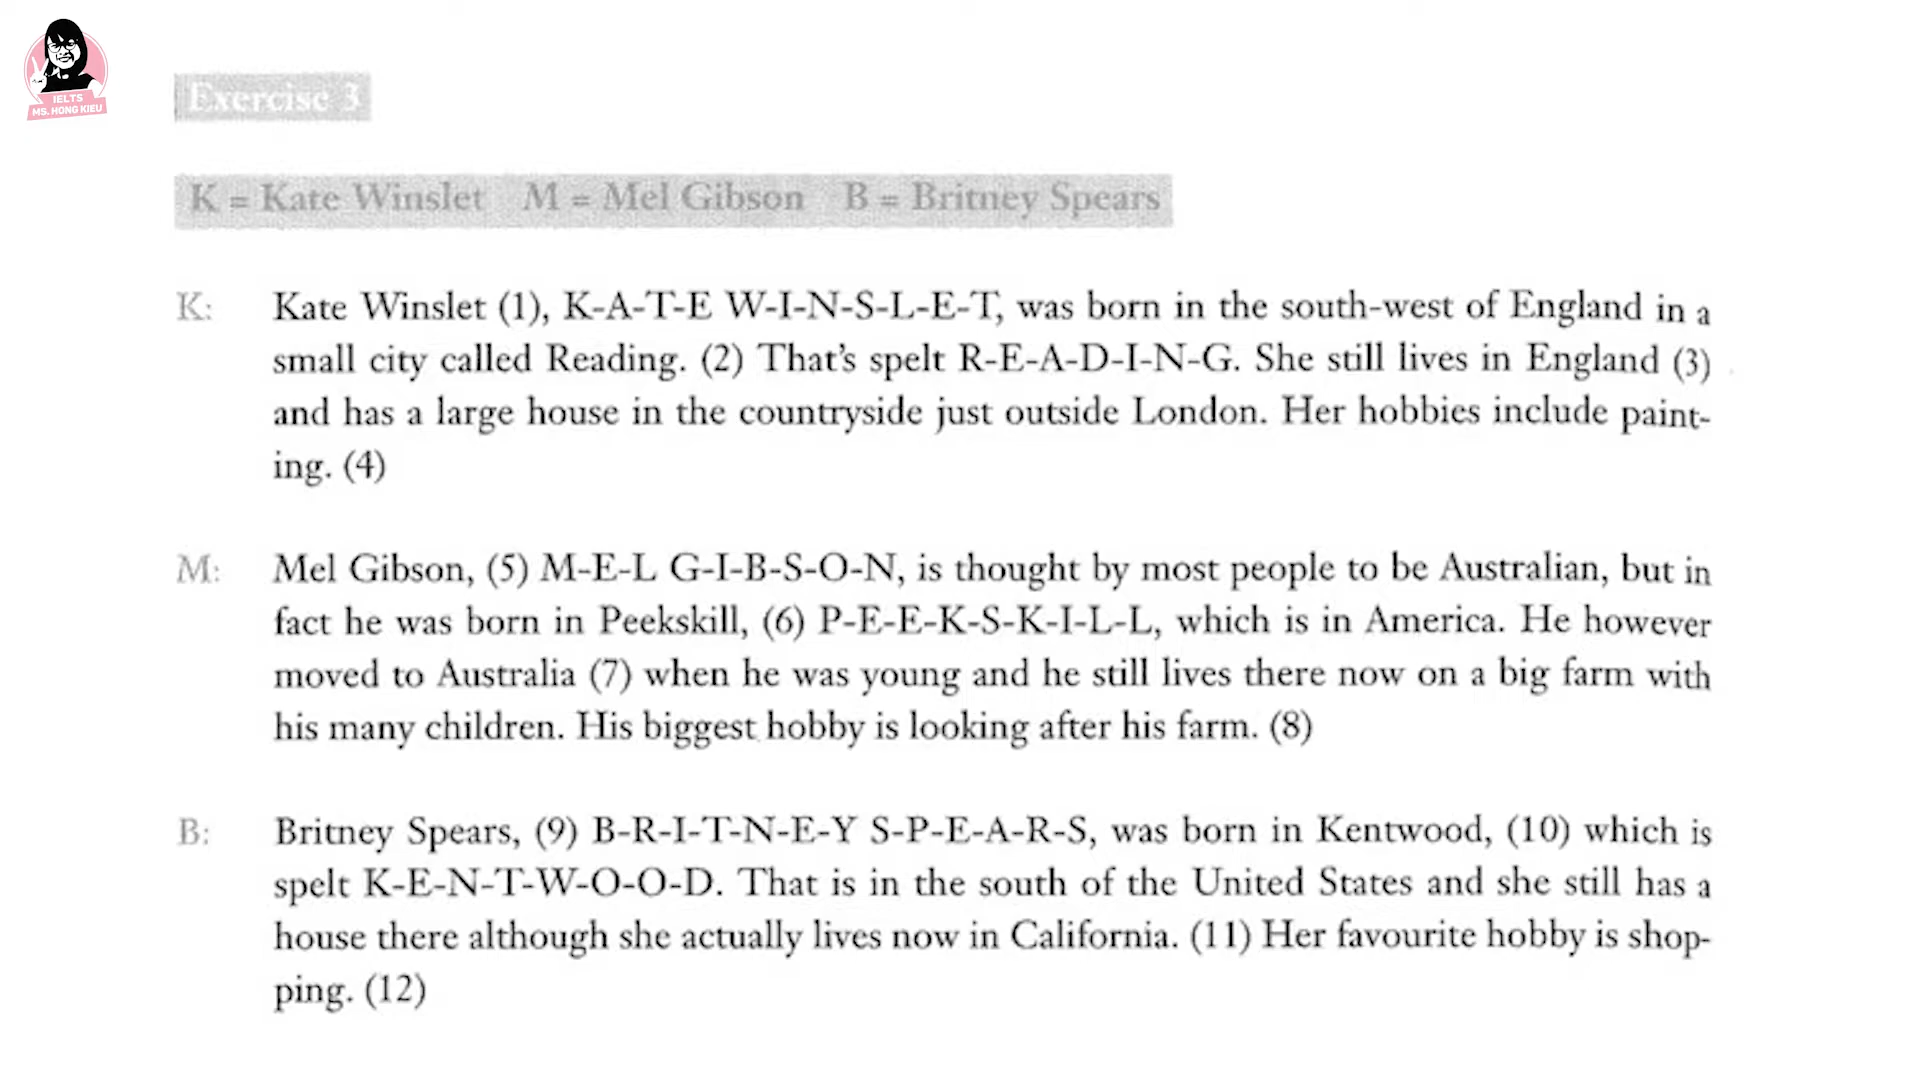 IELTS
MS. HONG KIEU
Exercise 3
K = Kate Winslet M = Mel Gibson B = Britney Spears
K: Kate Winslet (1), K-A-T-E W-I-N-S-L-E-T, was born in the south-west of England in a
small city called Reading. (2) That's spelt R-E-A-D-I-N-G. She still lives in England (3)
and has a large house in the countryside just outside London. Her hobbies include paint-
ing. (4)
M: Mel Gibson, (5) M-E-L G-I-B-S-O-N, is thought by most people to be Australian, but in
fact he was born in Peekskill, (6) P-E-E-K-S-K-I-L-L, which is in America. He however
moved to Australia (7) when he was young and he still lives there now on a big farm with
his many children. His biggest hobby is looking after his farm. (8)
B: Britney Spears, (9) B-R-I-T-N-E-Y S-P-E-A-R-S, was born in Kentwood, (10) which is
spelt K-E-N-T-W-O-O-D. That is in the south of the United States and she still has a
house there although she actually lives now in California. (11) Her favourite hobby is shop-
ping. (12)